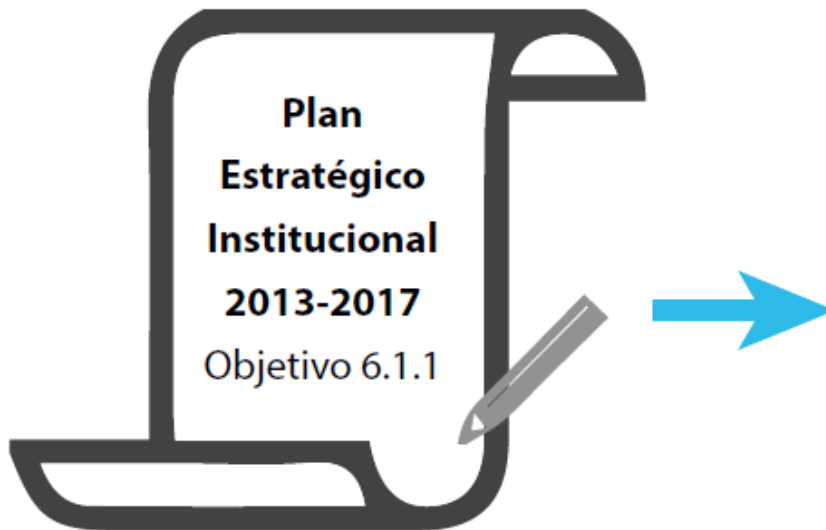 Plan
Estratégico
Institucional
2013-2017
Objetivo 6.1.1